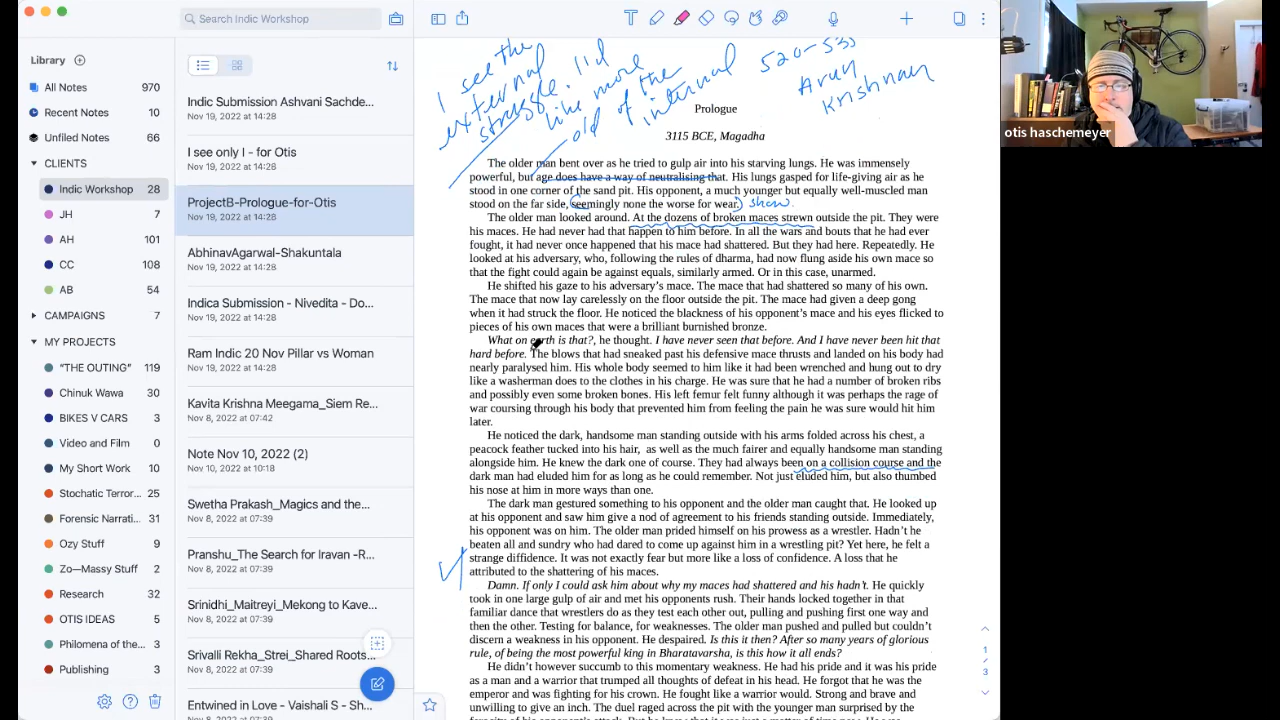 Search Indic Workshop
Library
All Notes 970
Recent Notes 113
Unfiled Notes 66
CLIENTS
Indic Workshop 28
JH 7
AH 101
CC 108
AB 54
CAMPAIGNS 7
MY PROJECTS
"THE OUTING" 119
Chinuk Wawa 30
BIKES V CARS 3
Video and Film 0
My Short Work 10
Stochatic Terror... 25
Forensic Narrati... 31
Ozy Stuff 9
Zo—Massy Stuff 2
Research 32
OTIS IDEAS 5
Philomena of the... 3
Publishing 3
Indic Submission Ashvani Sachde...
Nov 19, 2022 at 14:28
I see only I - for Otis
Nov 19, 2022 at 14:28
ProjectB-Prologue-for-Otis
Nov 19, 2022 at 14:28
AbhinavAgarwal-Shakuntala
Nov 19, 2022 at 14:28
Indica Submission - Nivedita - Do...
Nov 19, 2022 at 14:28
Ram Indic 20 Nov Pillar vs Woman
Nov 19, 2022 at 14:28
Kavita Krishna Meegama_Siem Re...
Nov 8, 2022 at 07:42
Note Nov 10, 2022 (2)
Nov 10, 2022 at 10:18
Swetha Prakash_Magics and the...
Nov 8, 2022 at 07:39
Pranshu_The Search for Iravan -R...
Nov 8, 2022 at 07:39
Srinidhi_Maitreyi_Mekong to Kave...
Nov 8, 2022 at 07:39
Srivalli Rekha_Strei_Shared Roots...
Nov 8, 2022 at 07:39
Entwined in Love - Vaishali S - Sh...
Nov 8, 2022 at 07:39
I see the
external
struggle. I'd
like more
of the
internal
520-530
Arun
Krishnan
Prologue
3115 BCE, Magadha
The older man bent over as he tried to gulp air into his starving lungs. He was immensely
powerful, but age does have a way of neutralising that. His lungs gasped for life-giving air as he
stood in one corner of the sand pit. His opponent, a much younger but equally well-muscled man
stood on the far side, seemingly none the worse for wear. show.
The older man looked around. At the dozens of broken maces strewn outside the pit. They were
his maces. He had never had that happen to him before. In all the wars and bouts that he had ever
fought, it had never once happened that his mace had shattered. But they had here. Repeatedly. He
looked at his adversary, who, following the rules of dharma, had now flung aside his own mace so
that the fight could again be against equals, similarly armed. Or in this case, unarmed.
He shifted his gaze to his adversary's mace. The mace that had shattered so many of his own.
The mace that now lay carelessly on the floor outside the pit. The mace had given a deep gong
when it had struck the floor. He noticed the blackness of his opponent's mace and his eyes flicked to
pieces of his own maces that were a brilliant burnished bronze.
What on earth is that?, he thought. I have never seen that before. And I have never been hit that
hard before. The blows that had sneaked past his defensive mace thrusts and landed on his body had
nearly paralysed him. His whole body seemed to him like it had been wrenched and hung out to dry
like a washerman does to the clothes in his charge. He was sure that he had a number of broken ribs
and possibly even some broken bones. His left femur felt funny although it was perhaps the rage of
war coursing through his body that prevented him from feeling the pain he was sure would hit him
later.
He noticed the dark, handsome man standing outside with his arms folded across his chest, a
peacock feather tucked into his hair, as well as the much fairer and equally handsome man standing
alongside him. He knew the dark one of course. They had always been on a collision course and the
dark man had eluded him for as long as he could remember. Not just eluded him, but also thumbed
his nose at him in more ways than one.
The dark man gestured something to his opponent and the older man caught that. He looked up
at his opponent and saw him give a nod of agreement to his friends standing outside. Immediately,
his opponent was on him. The older man prided himself on his prowess as a wrestler. Hadn't he
beaten all and sundry who had dared to come up against him in a wrestling pit? Yet here, he felt a
strange diffidence. It was not exactly fear but more like a loss of confidence. A loss that he
attributed to the shattering of his maces.
Damn. If only I could ask him about why my maces had shattered and his hadn't. He quickly
took in one large gulp of air and met his opponents rush. Their hands locked together in that
familiar dance that wrestlers do as they test each other out, pulling and pushing first one way and
then the other. Testing for balance, for weaknesses. The older man pushed and pulled but couldn't
discern a weakness in his opponent. He despaired. Is this it then? After so many years of glorious
rule, of being the most powerful king in Bharatavarsha, is this how it all ends?
He didn't however succumb to this momentary weakness. He had his pride and it was his pride
as a man and a warrior that trumped all thoughts of defeat in his head. He forgot that he was the
emperor and was fighting for his crown. He fought like a warrior would. Strong and brave and
unwilling to give an inch. The duel raged across the pit with the younger man surprised by the
1
3
otis haschemeyer